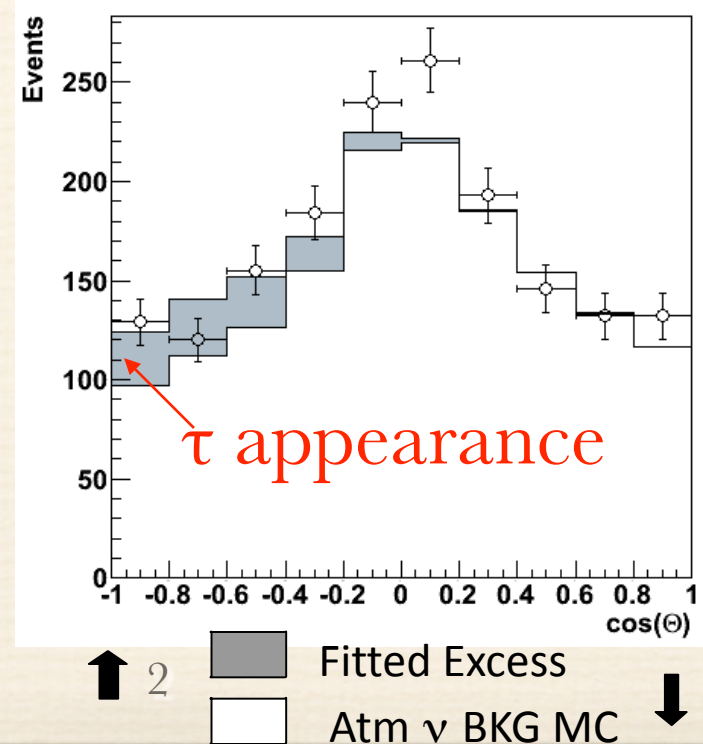 Events
250
200
150
100
50
0
τ appearance
-1 -0.8 -0.6 -0.4 -0.2 0 0.2 0.4 0.6 0.8 1
cos(Θ)
2
Fitted Excess
Atm ν BKG MC